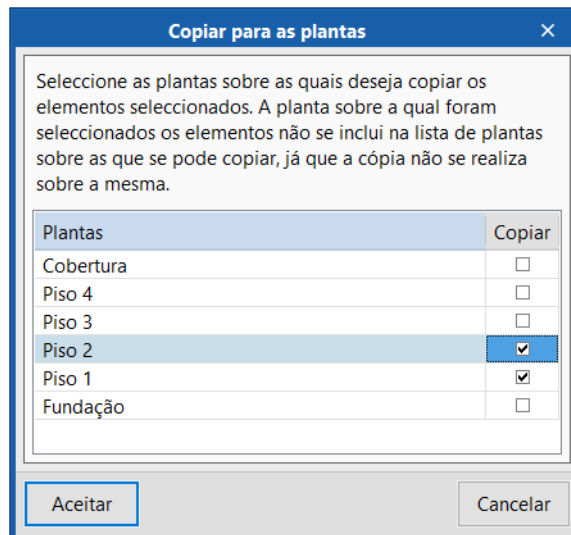 Copiar para as plantas
Seleccione as plantas sobre as quais deseja copiar os
elementos seleccionados. A planta sobre a qual foram
seleccionados os elementos não se inclui na lista de plantas
sobre as que se pode copiar, já que a cópia não se realiza
sobre a mesma.
Plantas Copiar
Cobertura
Piso 4
Piso 3
Piso 2
Piso 1
Fundação
Aceitar Cancelar